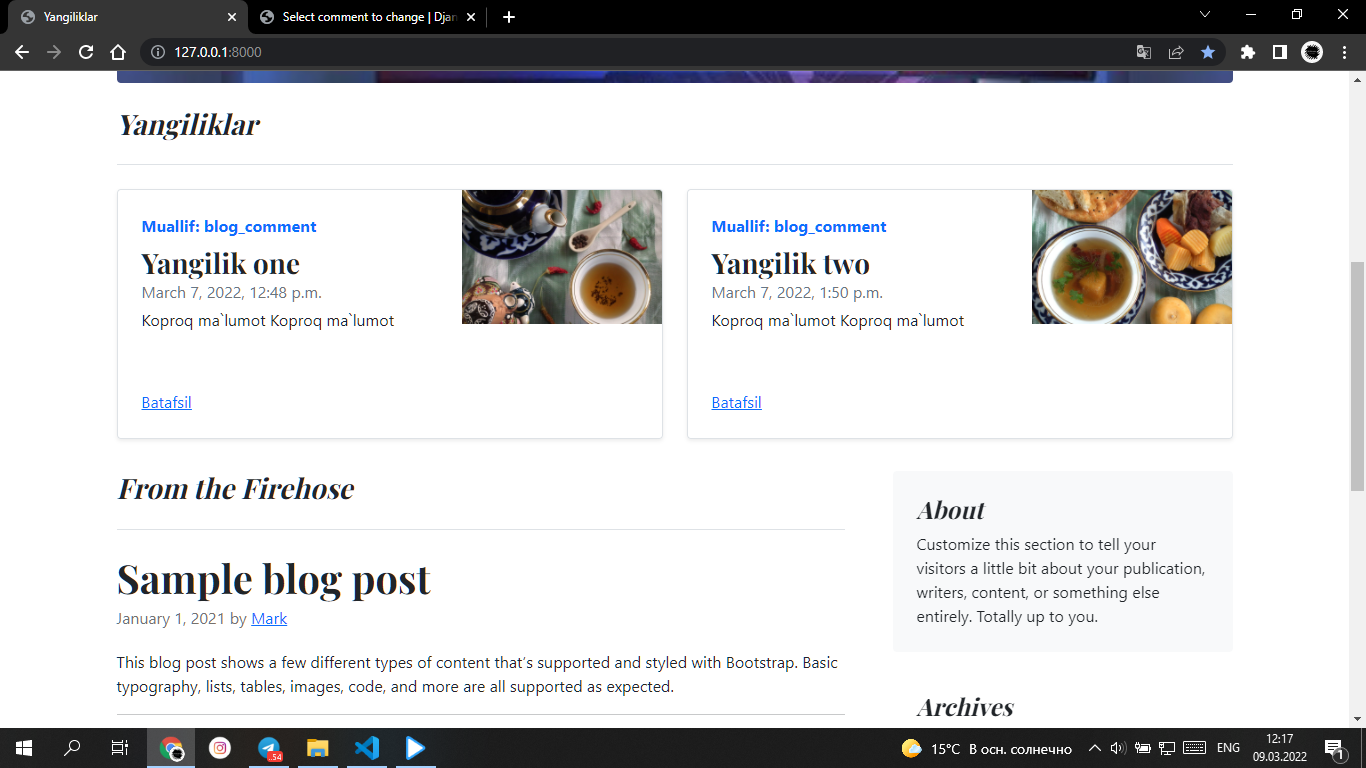 Yangiliklar
Select comment to change | Djan
127.0.0.1:8000
Yangiliklar
Muallif: blog_comment
Yangilik one
March 7, 2022, 12:48 p.m.
Koproq ma`lumot Koproq ma`lumot
Batafsil
Muallif: blog_comment
Yangilik two
March 7, 2022, 1:50 p.m.
Koproq ma`lumot Koproq ma`lumot
Batafsil
From the Firehose
Sample blog post
January 1, 2021 by Mark
This blog post shows a few different types of content that’s supported and styled with Bootstrap. Basic
typography, lists, tables, images, code, and more are all supported as expected.
About
Customize this section to tell your
visitors a little bit about your publication,
writers, content, or something else
entirely. Totally up to you.
Archives
54
15°C В осн. солнечно
ENG
12:17
09.03.2022
1